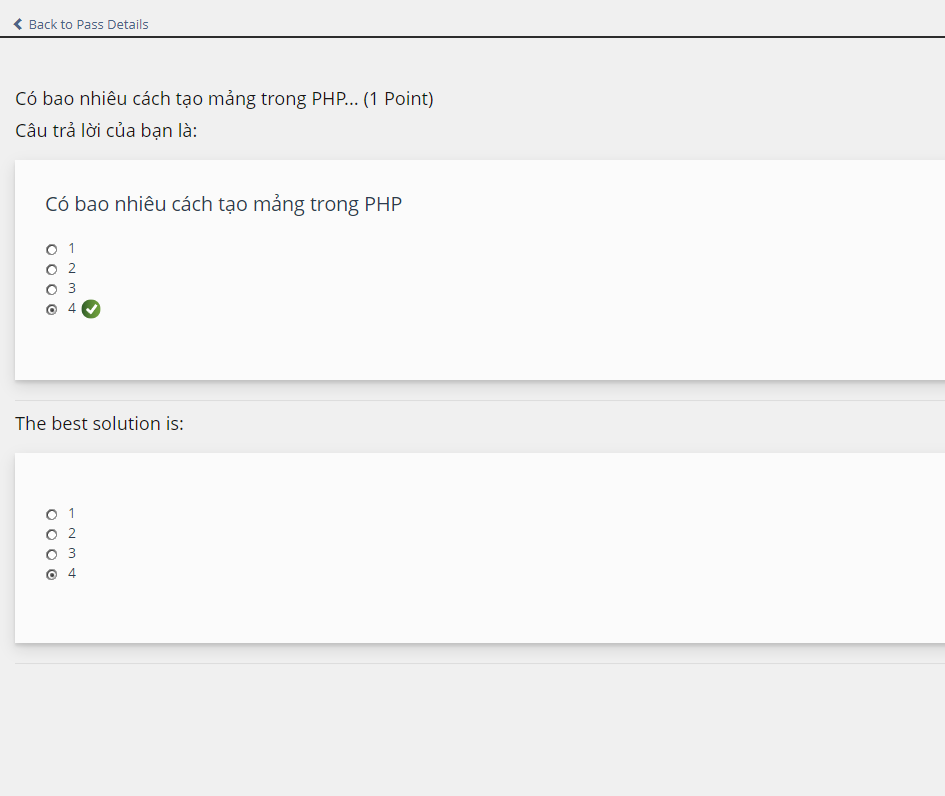 Back to Pass Details
Có bao nhiêu cách tạo mảng trong PHP... (1 Point)
Câu trả lời của bạn là:
Có bao nhiêu cách tạo mảng trong PHP
1
2
3
4
The best solution is:
1
2
3
4